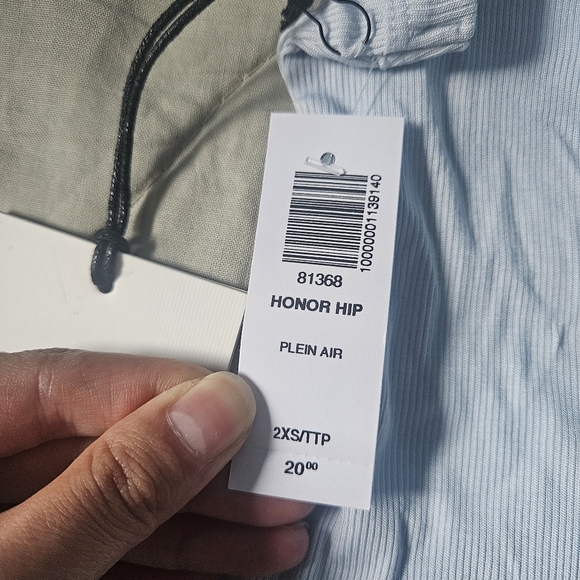 10000001139140
81368
HONOR HIP
PLEIN AIR
2XS/TTP
20⁰⁰